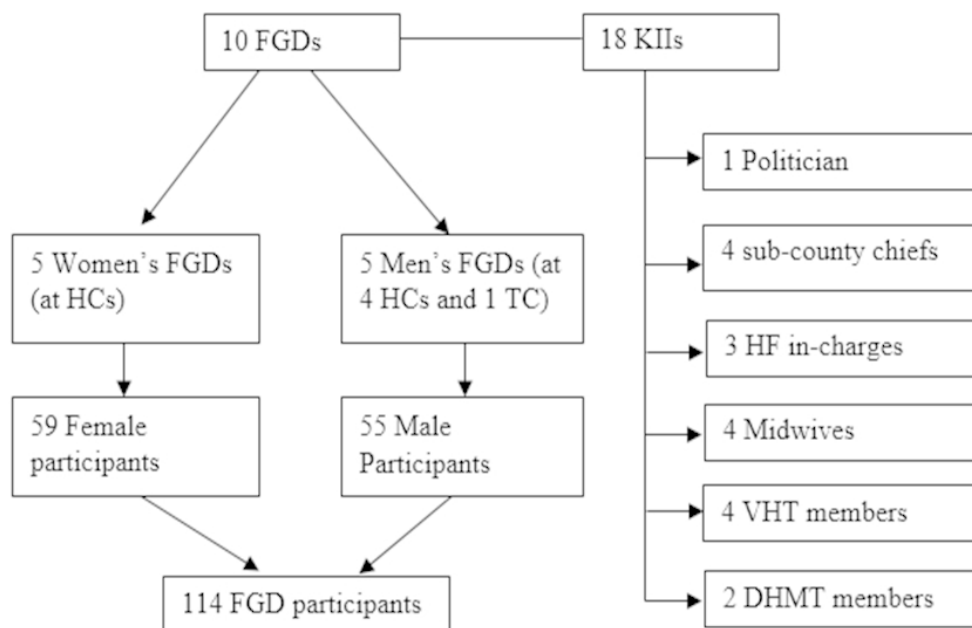 10 FGDs
18 KIIs
1 Politician
4 sub-county chiefs
3 HF in-charges
4 Midwives
4 VHT members
2 DHMT members
5 Women’s FGDs
(at HCs)
5 Men’s FGDs (at
4 HCs and 1 TC)
59 Female
participants
55 Male
Participants
114 FGD participants